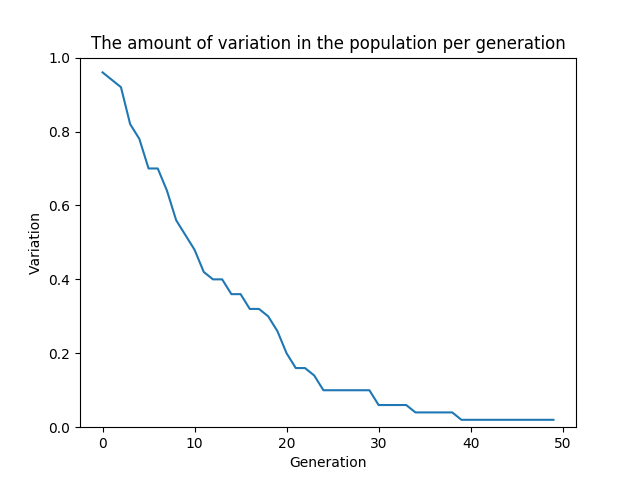 The amount of variation in the population per generation
1.0
0.8
0.6
0.4
0.2
0.0
Variation
0 10 20 30 40 50
Generation